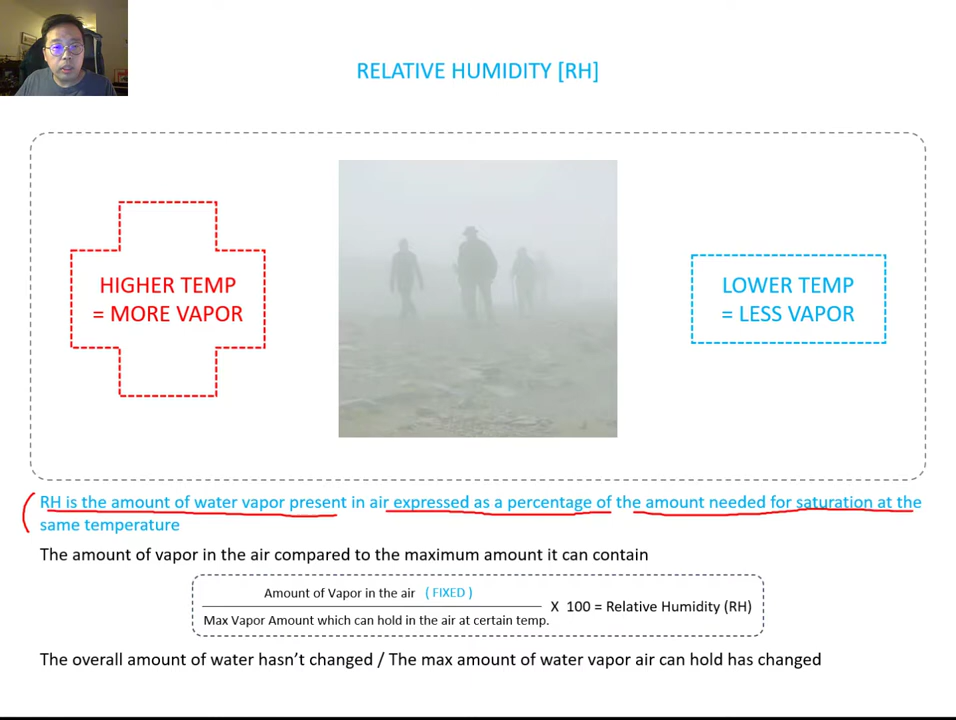 RELATIVE HUMIDITY [RH]
HIGHER TEMP
= MORE VAPOR
LOWER TEMP
= LESS VAPOR
RH is the amount of water vapor present in air expressed as a percentage of the amount needed for saturation at the
same temperature
The amount of vapor in the air compared to the maximum amount it can contain
Amount of Vapor in the air ( FIXED )
Max Vapor Amount which can hold in the air at certain temp.
X 100 = Relative Humidity (RH)
The overall amount of water hasn't changed / The max amount of water vapor air can hold has changed